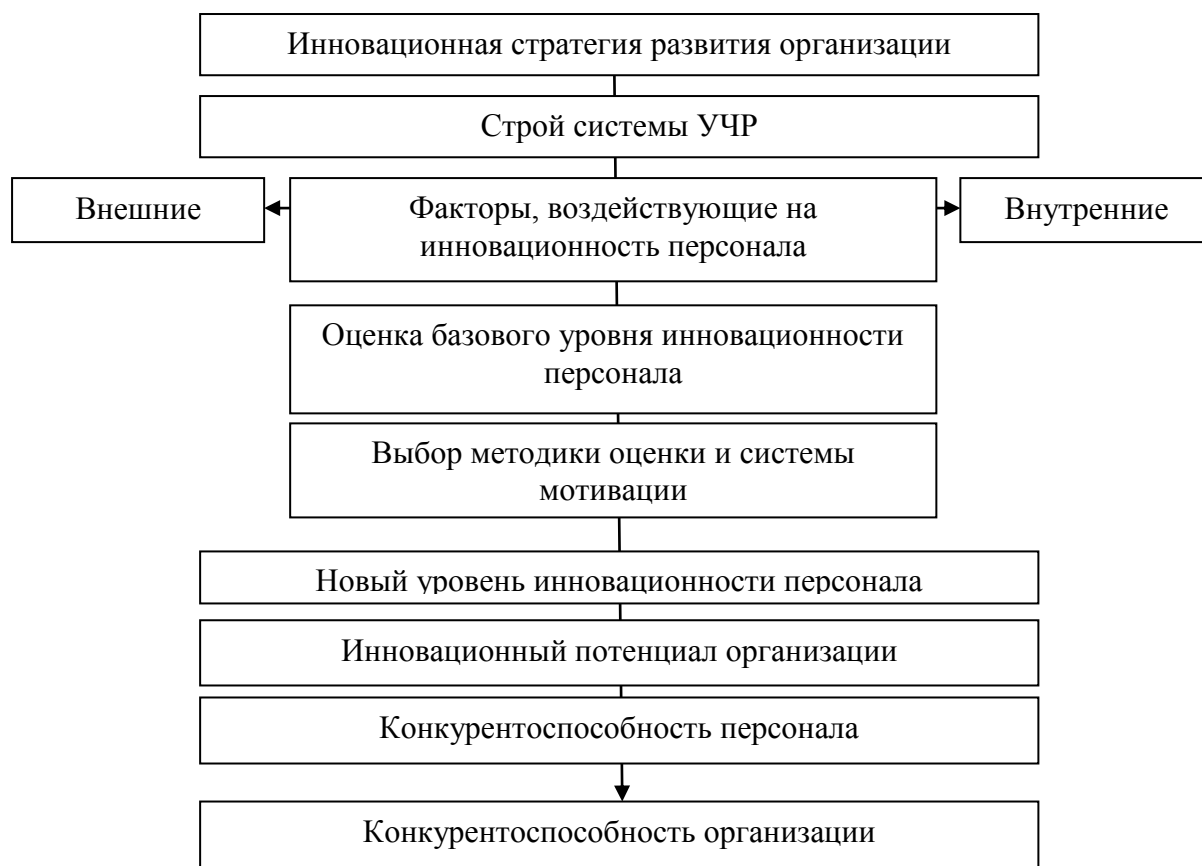 Инновационная стратегия развития организации
Строй системы УЧР
Внешние
Факторы, воздействующие на
инновационность персонала
Внутренние
Оценка базового уровня инновационности
персонала
Выбор методики оценки и системы
мотивации
Новый уровень инновационности персонала
Инновационный потенциал организации
Конкурентоспособность персонала
Конкурентоспособность организации